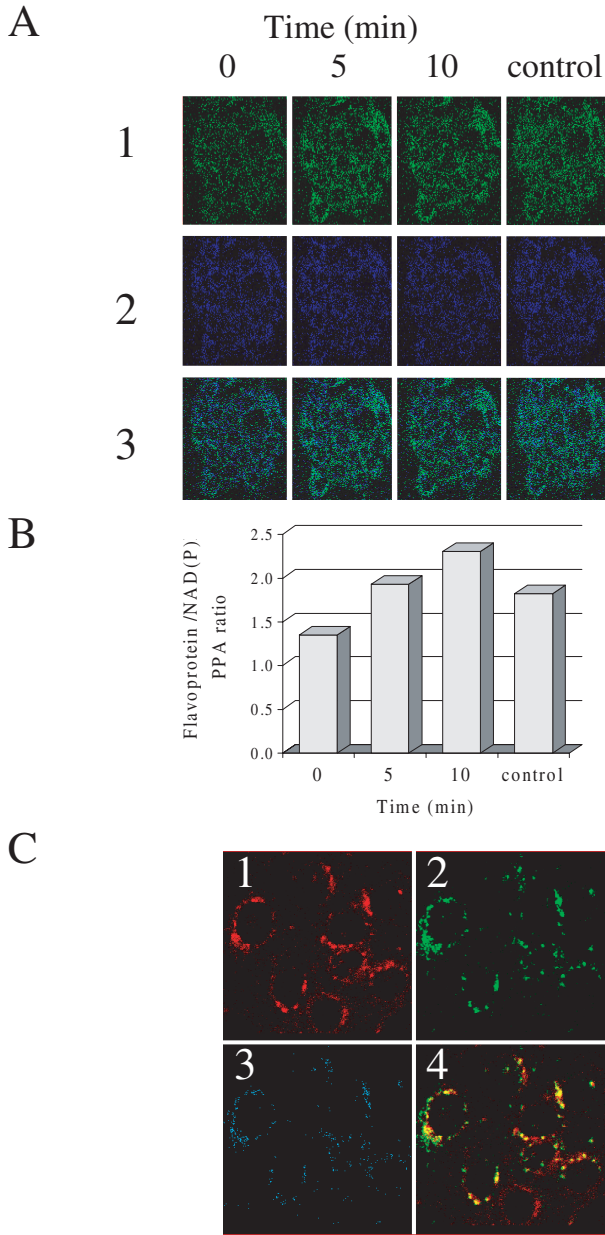 A
Time (min)
0 5 10 control
1
2
3
B
Flavoprotein /NAD(P)
PPA ratio
2.5
2.0
1.5
1.0
0.5
0.0
0 5 10 control
Time (min)
C
1 2
3 4